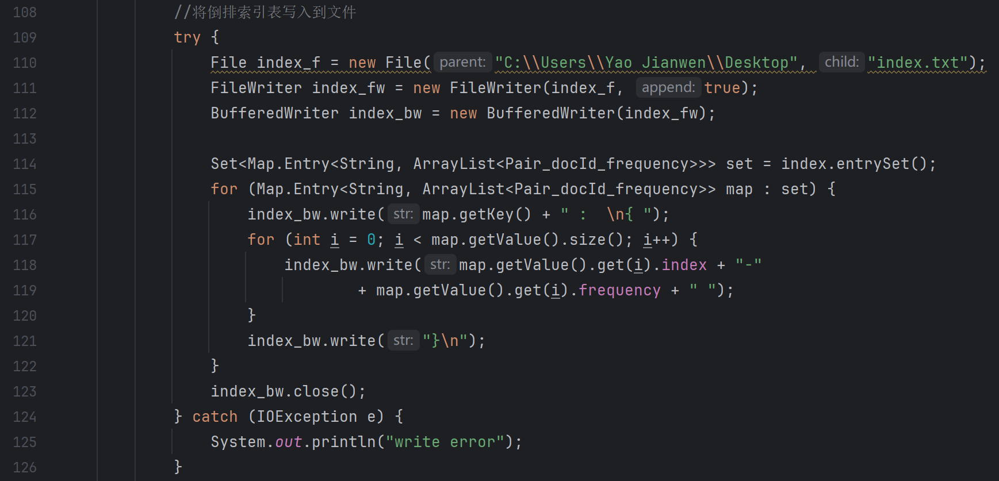 108 //将倒排索引表写入到文件
109 try {
110 File index_f = new File( parent: "C:\\Users\\Yao Jianwen\\Desktop", child: "index.txt");
111 FileWriter index_fw = new FileWriter(index_f, append: true);
112 BufferedWriter index_bw = new BufferedWriter(index_fw);
113
114 Set<Map.Entry<String, ArrayList<Pair_docId_frequency>>> set = index.entrySet();
115 for (Map.Entry<String, ArrayList<Pair_docId_frequency>> map : set) {
116 index_bw.write( str: map.getKey() + " :  \n{ ");
117 for (int i = 0; i < map.getValue().size(); i++) {
118 index_bw.write( str: map.getValue().get(i).index + "-"
119 + map.getValue().get(i).frequency + " ");
120 }
121 index_bw.write( str: "}\n");
122 }
123 index_bw.close();
124 } catch (IOException e) {
125 System.out.println("write error");
126 }